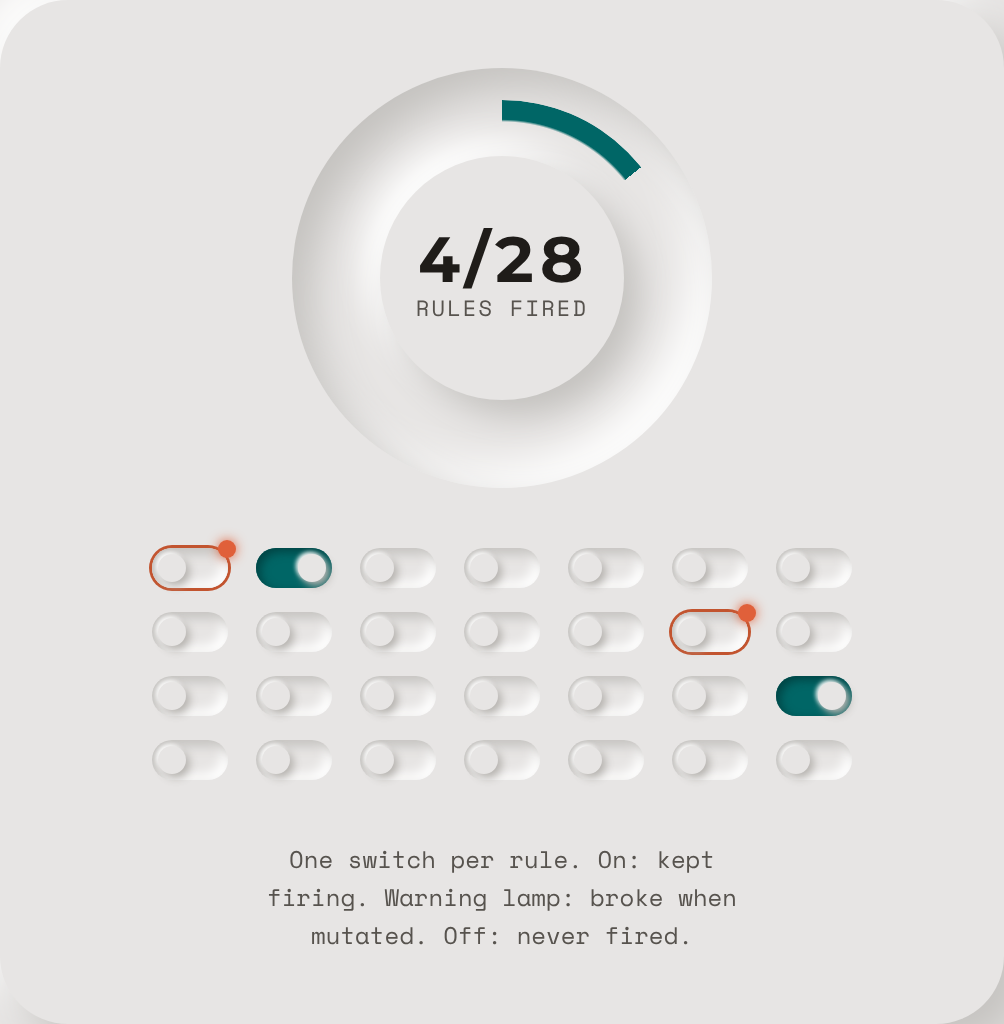 4/28
RULES FIRED
One switch per rule. On: kept
firing. Warning lamp: broke when
mutated. Off: never fired.